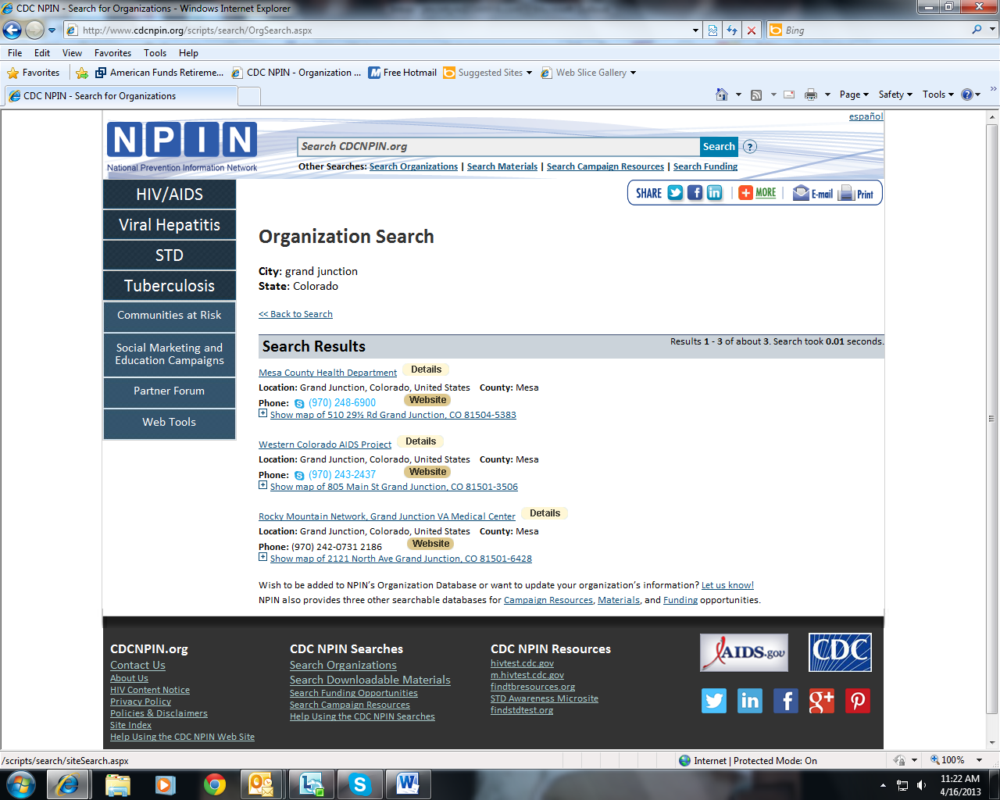 CDC NPIN - Search for Organizations - Windows Internet Explorer
http://www.cdcnpin.org/scripts/search/OrgSearch.aspx
Bing
File Edit View Favorites Tools Help
Favorites American Funds Retireme... CDC NPIN - Organization ... Free Hotmail Suggested Sites Web Slice Gallery
CDC NPIN - Search for Organizations
Page Safety Tools
español
NPIN
National Prevention Information Network
Search CDCNPIN.org Search ?
Other Searches: Search Organizations | Search Materials | Search Campaign Resources | Search Funding
SHARE MORE E-mail Print
HIV/AIDS
Viral Hepatitis
STD
Tuberculosis
Communities at Risk
Social Marketing and
Education Campaigns
Partner Forum
Web Tools
Organization Search
City: grand junction
State: Colorado
<< Back to Search
Search Results
Results 1 - 3 of about 3. Search took 0.01 seconds.
Mesa County Health Department Details
Location: Grand Junction, Colorado, United States County: Mesa
Phone: (970) 248-6900 Website
Show map of 510 29½ Rd Grand Junction, CO 81504-5383
Western Colorado AIDS Project Details
Location: Grand Junction, Colorado, United States County: Mesa
Phone: (970) 243-2437 Website
Show map of 805 Main St Grand Junction, CO 81501-3506
Rocky Mountain Network, Grand Junction VA Medical Center Details
Location: Grand Junction, Colorado, United States County: Mesa
Phone: (970) 242-0731 2186 Website
Show map of 2121 North Ave Grand Junction, CO 81501-6428
Wish to be added to NPIN's Organization Database or want to update your organization's information? Let us know!
NPIN also provides three other searchable databases for Campaign Resources, Materials, and Funding opportunities.
CDCNPIN.org
Contact Us
About Us
HIV Content Notice
Privacy Policy
Policies & Disclaimers
Site Index
Help Using the CDC NPIN Web Site
CDC NPIN Searches
Search Organizations
Search Downloadable Materials
Search Funding Opportunities
Search Campaign Resources
Help Using the CDC NPIN Searches
CDC NPIN Resources
hivtest.cdc.gov
m.hivtest.cdc.gov
findtbresources.org
STD Awareness Microsite
findstdtest.org
AIDS.gov
CDC
/scripts/search/siteSearch.aspx
Internet | Protected Mode: On
100%
11:22 AM
4/16/2013